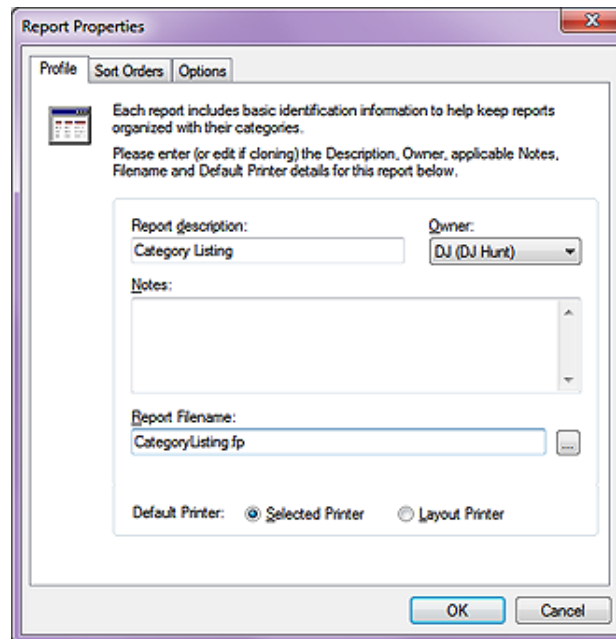 Report Properties
Profile
Sort Orders
Options
Each report includes basic identification information to help keep reports
organized with their categories.
Please enter (or edit if cloning) the Description, Owner, applicable Notes,
Filename and Default Printer details for this report below.
Report description:
Owner:
Category Listing
DJ (DJ Hunt)
Notes:
Report Filename:
CategoryListing.fp
...
Default Printer:
Selected Printer
Layout Printer
OK
Cancel